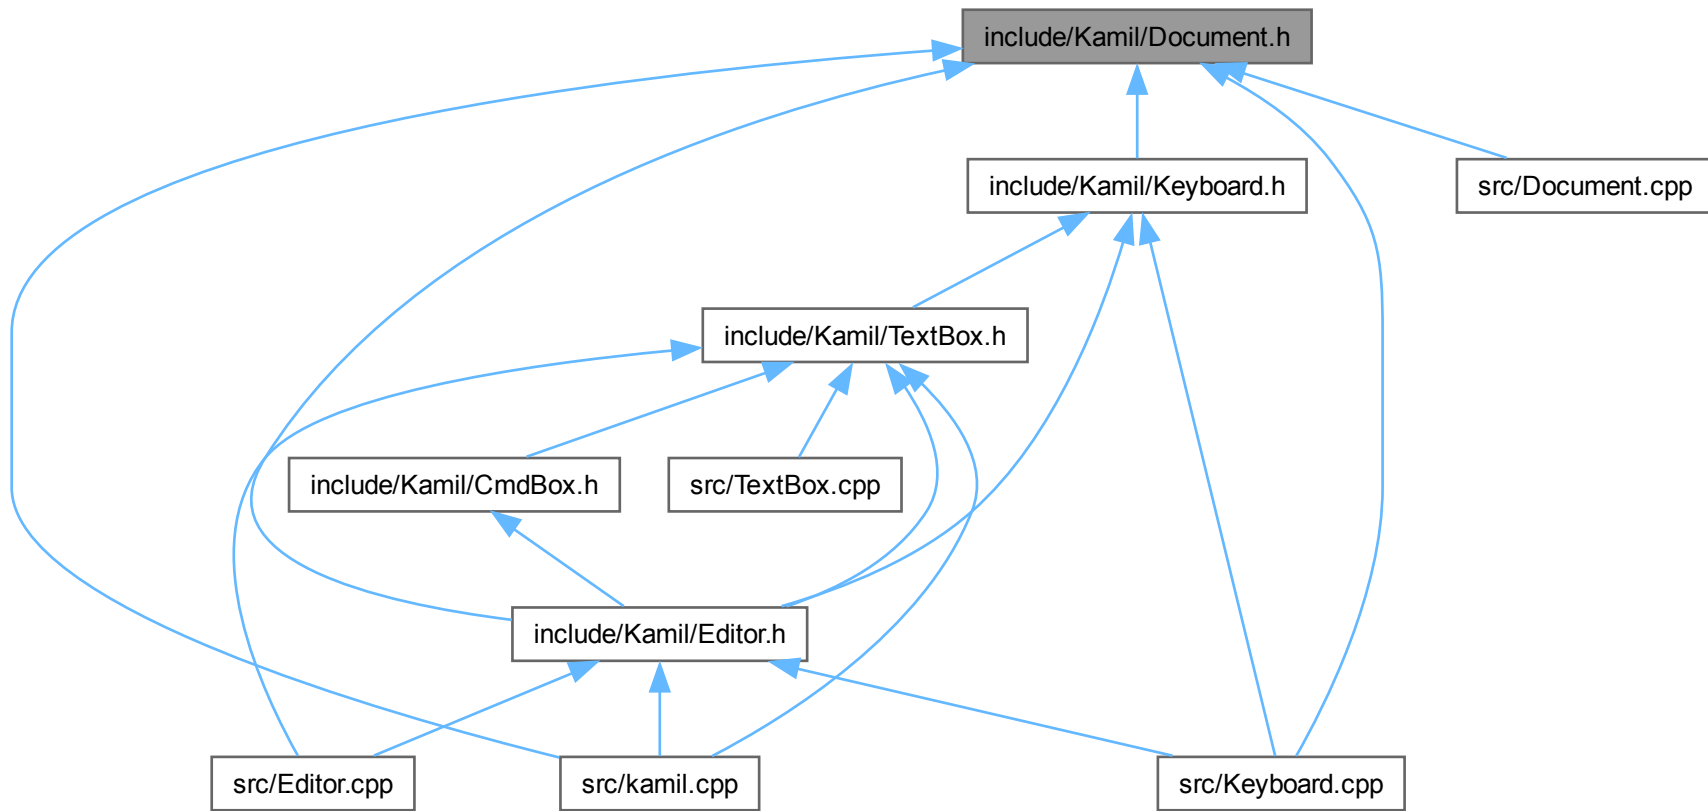 include/Kamil/Document.h
include/Kamil/Keyboard.h
src/Document.cpp
include/Kamil/TextBox.h
include/Kamil/CmdBox.h
src/TextBox.cpp
include/Kamil/Editor.h
src/Editor.cpp
src/kamil.cpp
src/Keyboard.cpp